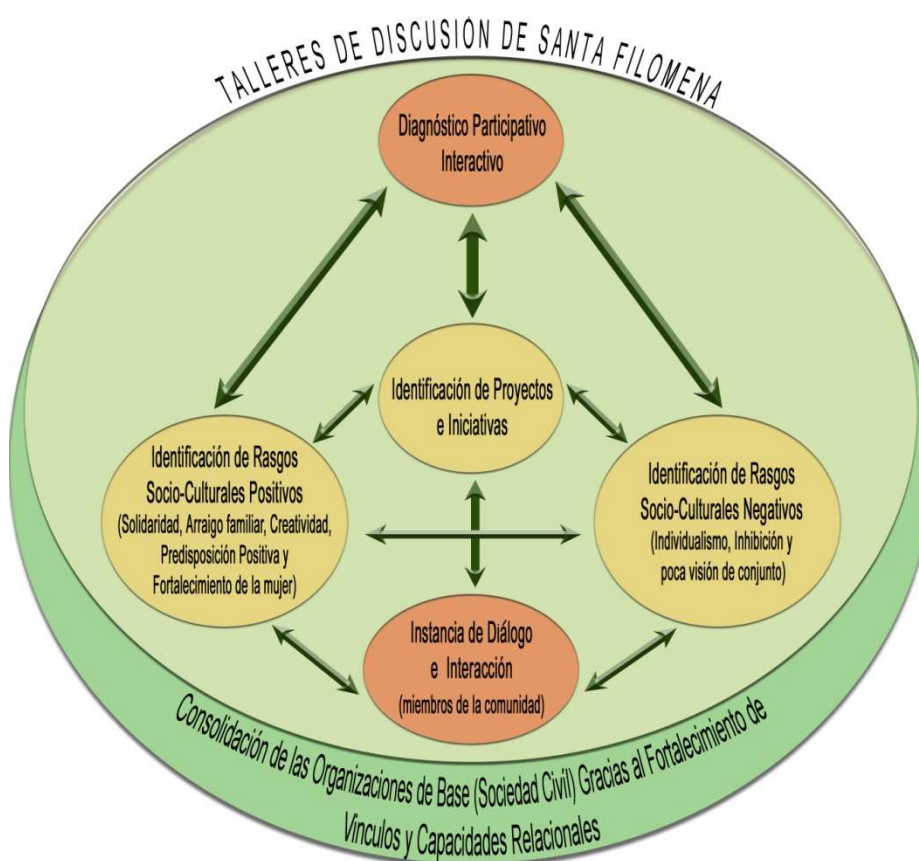 TALLERES DE DISCUSIÓN DE SANTA FILOMENA
Diagnóstico Participativo
Interactivo
Identificación de Proyectos
e Iniciativas
Identificación de Rasgos
Socio-Culturales Positivos
(Solidaridad, Arraigo familiar, Creatividad,
Predisposición Positiva y
Fortalecimiento de la mujer)
Identificación de Rasgos
Socio-Culturales Negativos
(Individualismo, Inhibición y
poca visión de conjunto)
Instancia de Diálogo
e Interacción
(miembros de la comunidad)
Consolidación de las Organizaciones de Base (Sociedad Civíl) Gracias al Fortalecimiento de
Vínculos y Capacidades Relacionales